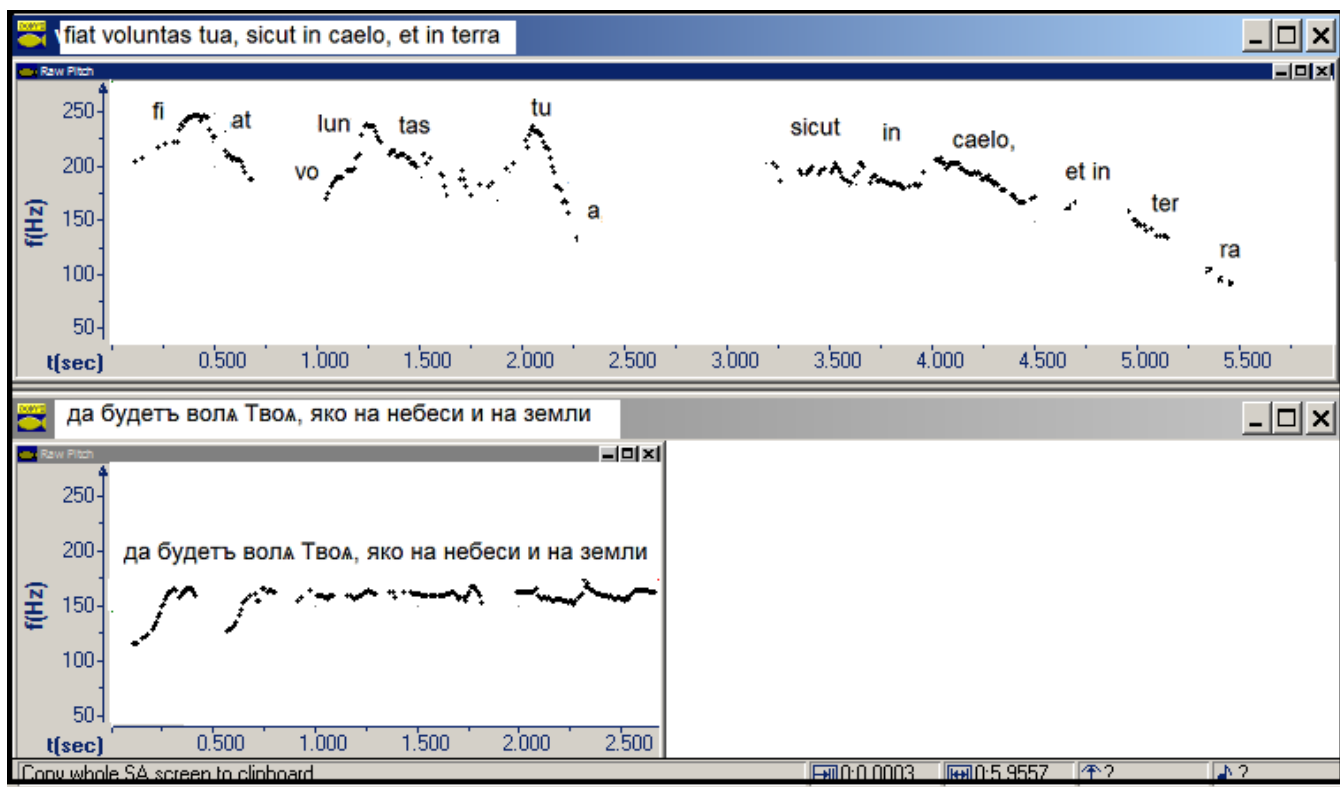 fiat voluntas tua, sicut in caelo, et in terra
Raw Pitch
250
200
150
100
50
f(Hz)
fi at vo lun tas tu a sicut in caelo, et in ter ra
t(sec) 0.500 1.000 1.500 2.000 2.500 3.000 3.500 4.000 4.500 5.000 5.500
да будетъ волѧ Твоѧ, яко на небеси и на земли
Raw Pitch
250
200
150
100
50
f(Hz)
да будетъ волѧ Твоѧ, яко на небеси и на земли
t(sec) 0.500 1.000 1.500 2.000 2.500
Copy whole SA screen to clipboard 0:0.0003 0:5.9557 ? ?